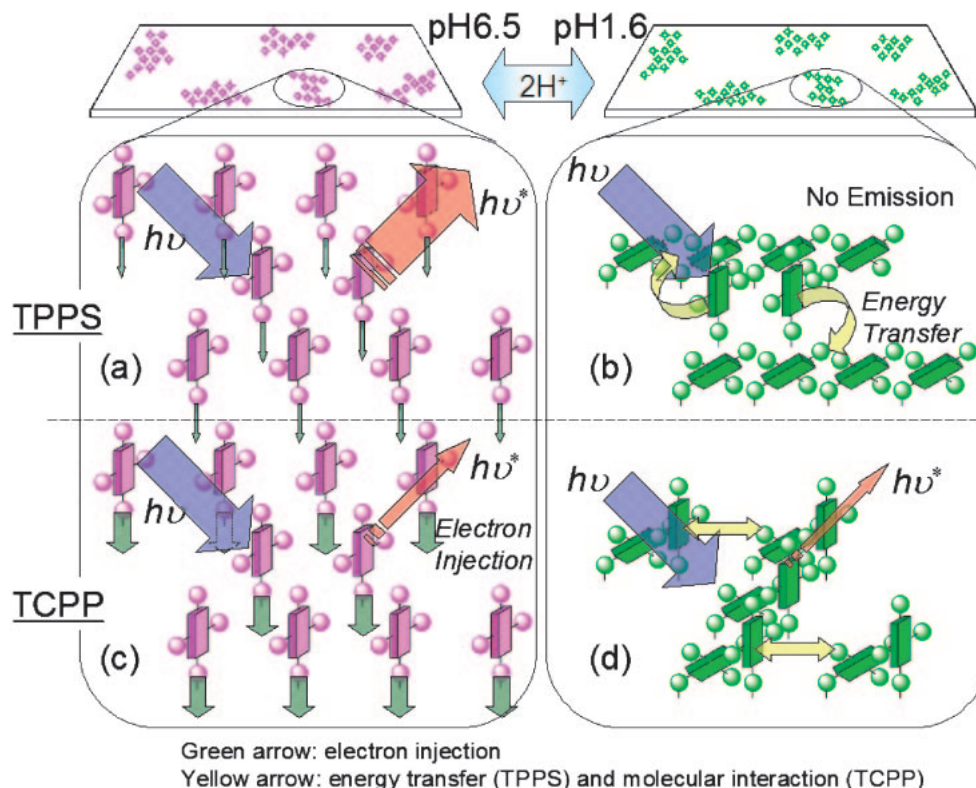 pH6.5 pH1.6
2H⁺
hυ
hυ*
TPPS
(a)
hυ
No Emission
Energy
Transfer
(b)
hυ
hυ*
Electron
Injection
TCPP
(c)
hυ
hυ*
(d)
Green arrow: electron injection
Yellow arrow: energy transfer (TPPS) and molecular interaction (TCPP)